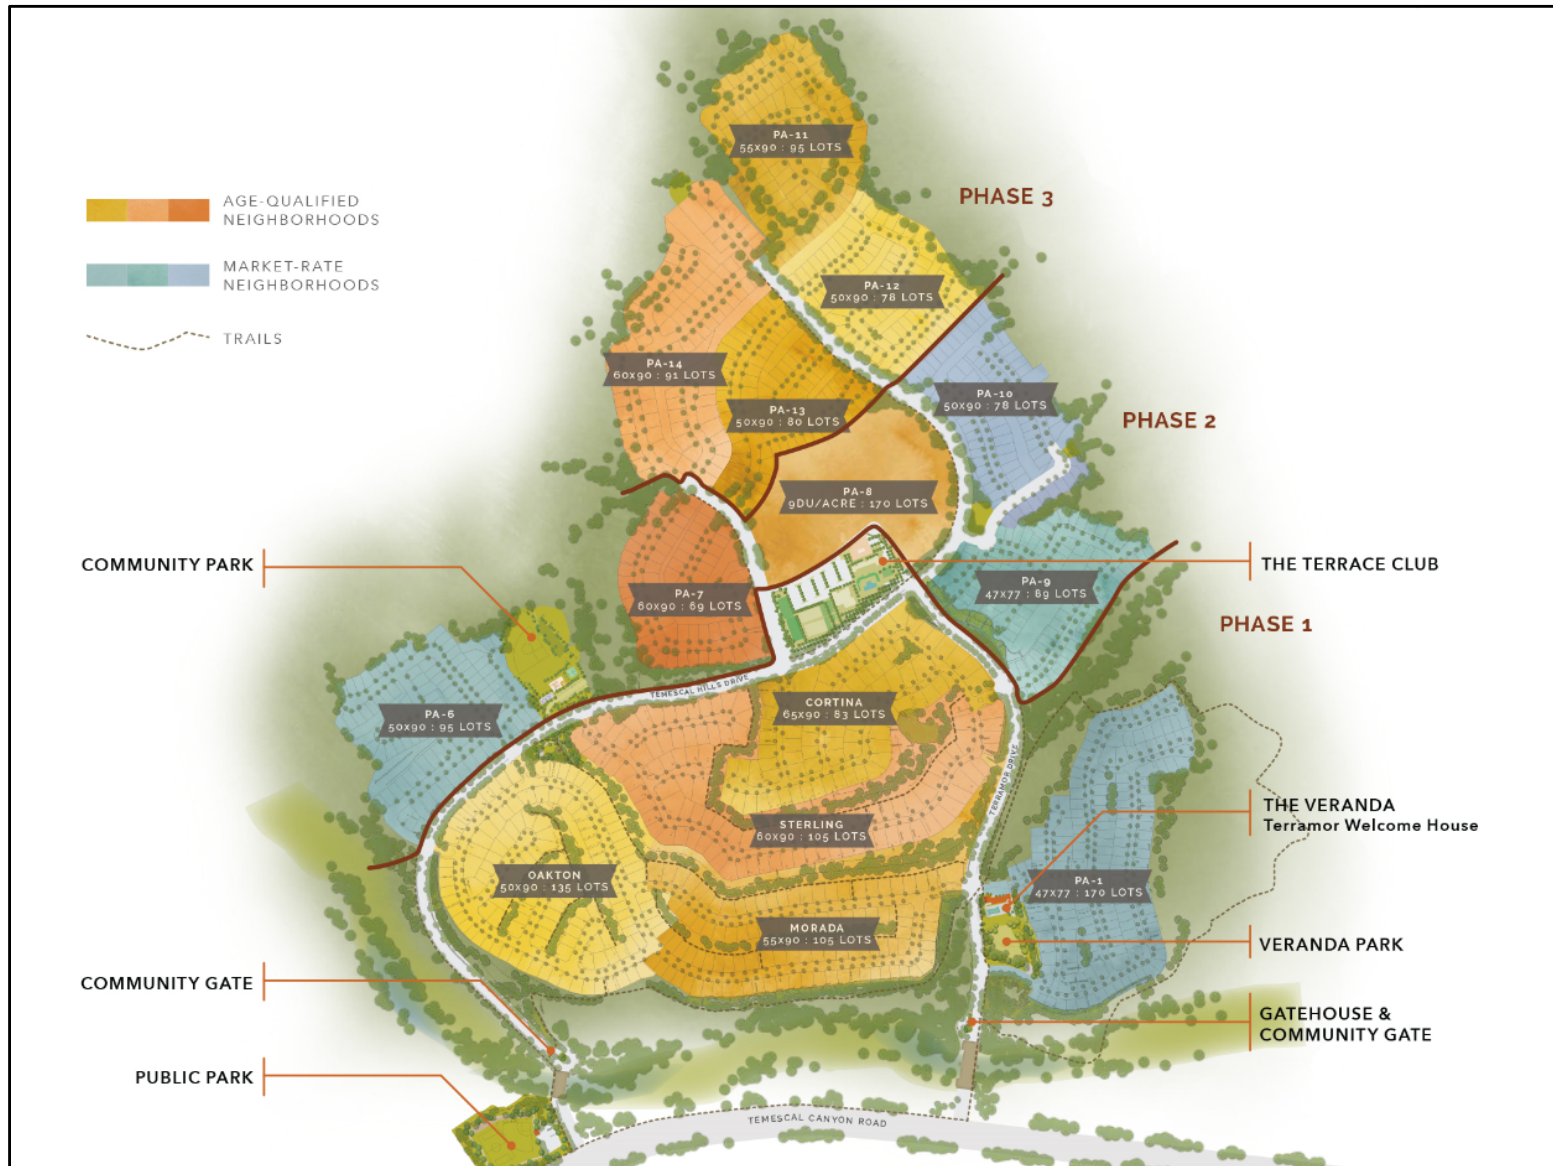 PA-11
55X90 : 95 LOTS
PHASE 3
AGE-QUALIFIED
NEIGHBORHOODS
MARKET-RATE
NEIGHBORHOODS
TRAILS
PA-12
50X90 : 78 LOTS
PA-14
60X90 : 91 LOTS
PA-13
50X90 : 80 LOTS
PA-10
50X90 : 78 LOTS
PHASE 2
PA-8
9DU/ACRE : 170 LOTS
COMMUNITY PARK
THE TERRACE CLUB
PA-7
60X90 : 69 LOTS
PA-9
47X77 : 89 LOTS
PHASE 1
TEMESCAL HILLS DRIVE
PA-6
50X90 : 95 LOTS
CORTINA
65X90 : 83 LOTS
TERRAMOR DRIVE
STERLING
60X90 : 105 LOTS
THE VERANDA
Terramor Welcome House
OAKTON
50X90 : 135 LOTS
PA-1
47X77 : 170 LOTS
MORADA
55X90 : 105 LOTS
VERANDA PARK
COMMUNITY GATE
GATEHOUSE &
COMMUNITY GATE
PUBLIC PARK
TEMESCAL CANYON ROAD